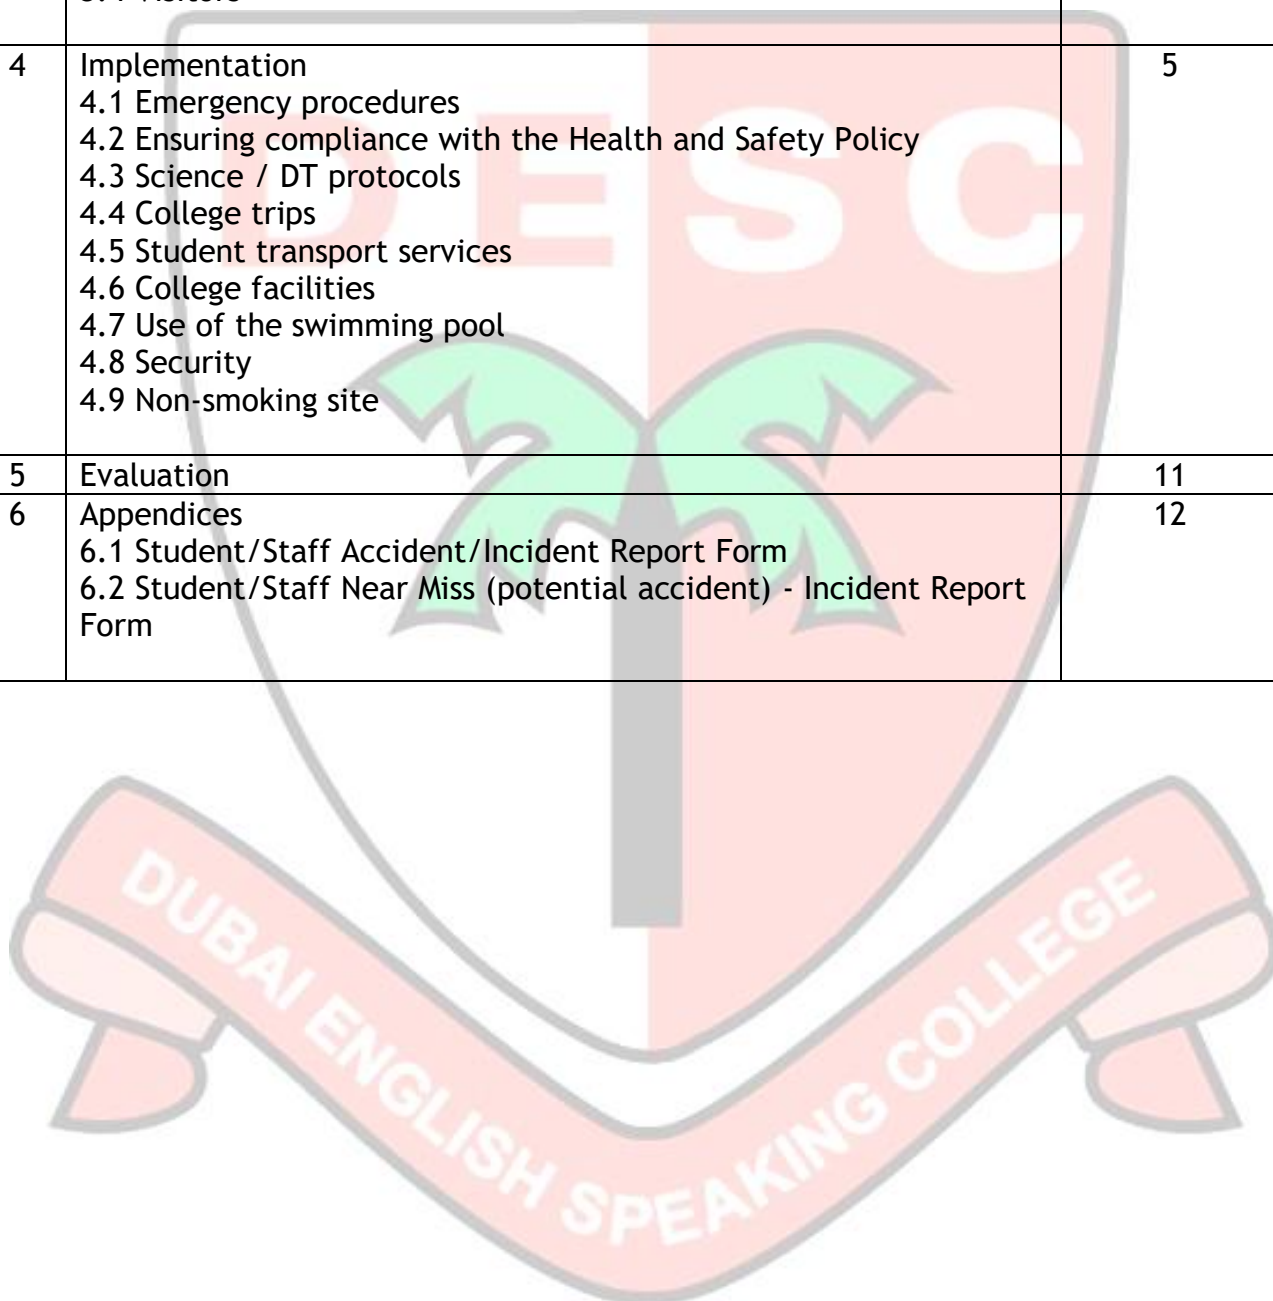 4 Implementation 5
4.1 Emergency procedures
4.2 Ensuring compliance with the Health and Safety Policy
4.3 Science / DT protocols
4.4 College trips
4.5 Student transport services
4.6 College facilities
4.7 Use of the swimming pool
4.8 Security
4.9 Non-smoking site
5 Evaluation 11
6 Appendices 12
6.1 Student/Staff Accident/Incident Report Form
6.2 Student/Staff Near Miss (potential accident) - Incident Report
Form
DESC
DUBAI ENGLISH SPEAKING COLLEGE